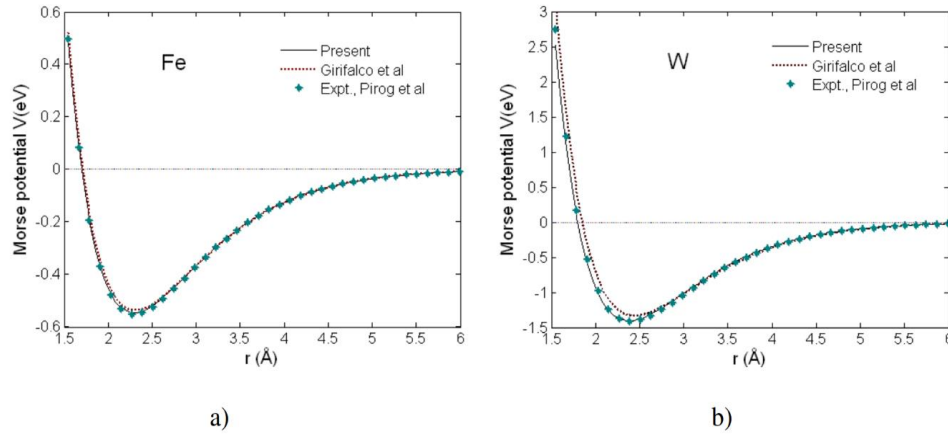 Fe
Present
Girifalco et al
Expt., Pirog et al
Morse potential V(eV)
0.6
0.4
0.2
0
-0.2
-0.4
-0.6
1.5 2 2.5 3 3.5 4 4.5 5 5.5 6
r (Å)
a)
W
Present
Girifalco et al
Expt., Pirog et al
Morse potential V(eV)
3
2.5
2
1.5
1
0.5
0
-0.5
-1
-1.5
1.5 2 2.5 3 3.5 4 4.5 5 5.5 6
r (Å)
b)